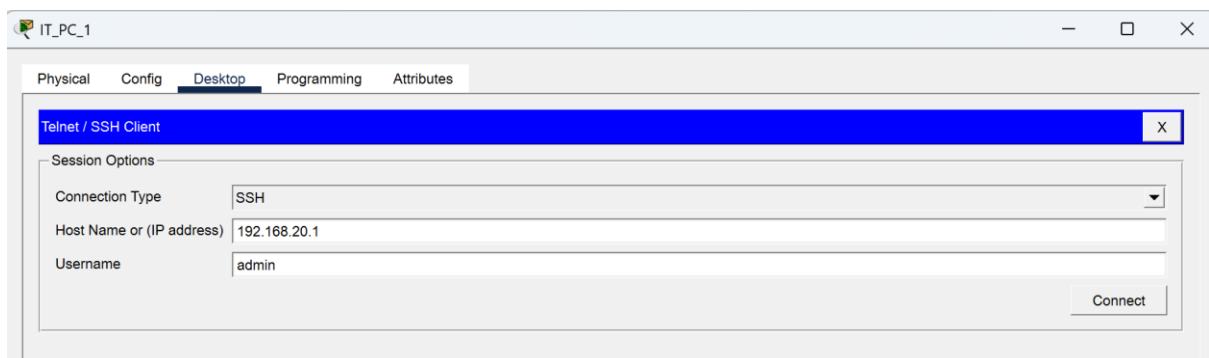 IT_PC_1
Physical Config Desktop Programming Attributes
Telnet / SSH Client X
Session Options
Connection Type SSH
Host Name or (IP address) 192.168.20.1
Username admin
Connect